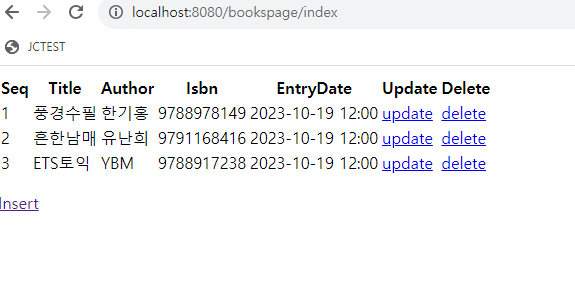 localhost:8080/bookspage/index
JCTEST
Seq Title Author Isbn EntryDate Update Delete
1 풍경수필 한기홍 9788978149 2023-10-19 12:00 update delete
2 흔한남매 유난희 9791168416 2023-10-19 12:00 update delete
3 ETS토익 YBM 9788917238 2023-10-19 12:00 update delete
Insert